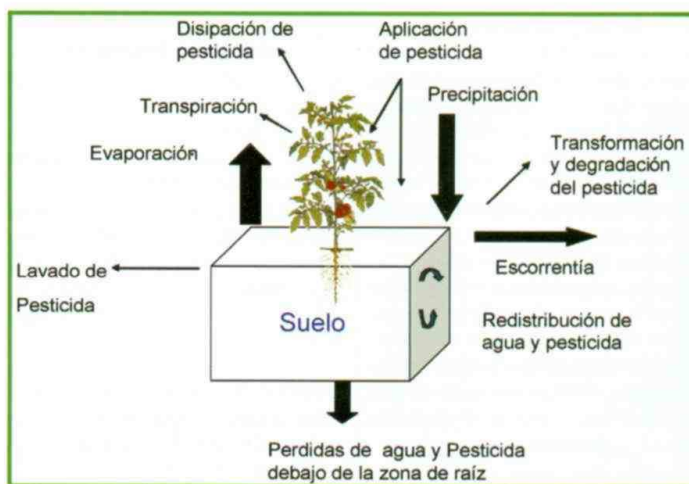 Disipación de
pesticida
Aplicación
de pesticida
Transpiración
Precipitación
Evaporación
Transformación
y degradación
del pesticida
Lavado de
Pesticida
Escorrentía
Suelo
Redistribución de
agua y pesticida
Perdidas de agua y Pesticida
debajo de la zona de raíz